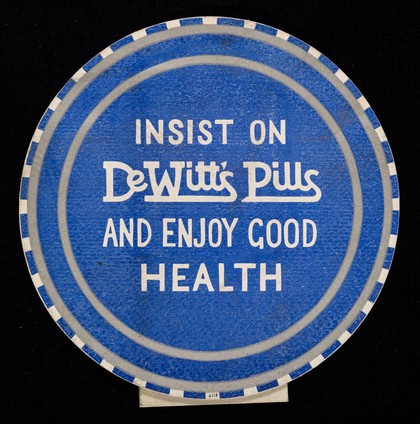 INSIST ON
DeWitt's Pills
AND ENJOY GOOD
HEALTH